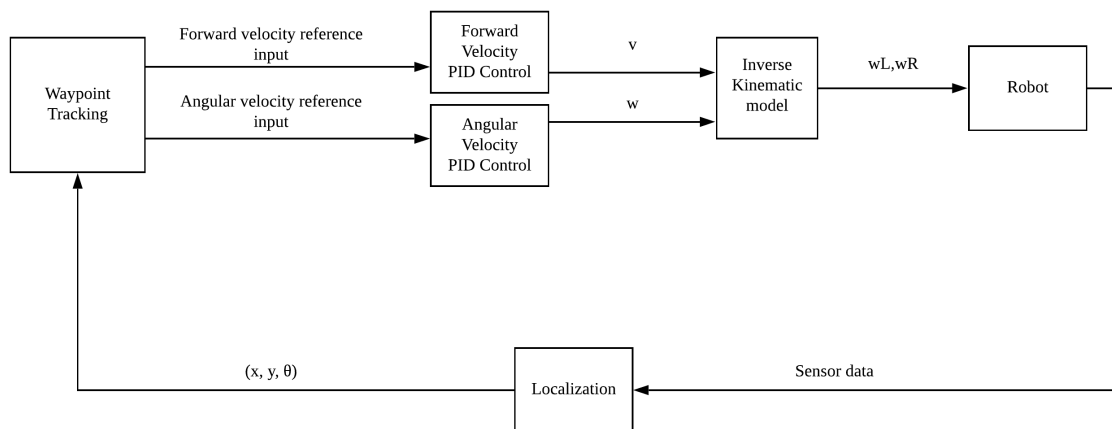 Forward velocity reference
input
Forward
Velocity
PID Control
v
Inverse
Kinematic
model
wL,wR
Robot
Waypoint
Tracking
Angular velocity reference
input
Angular
Velocity
PID Control
w
(x, y, θ)
Localization
Sensor data